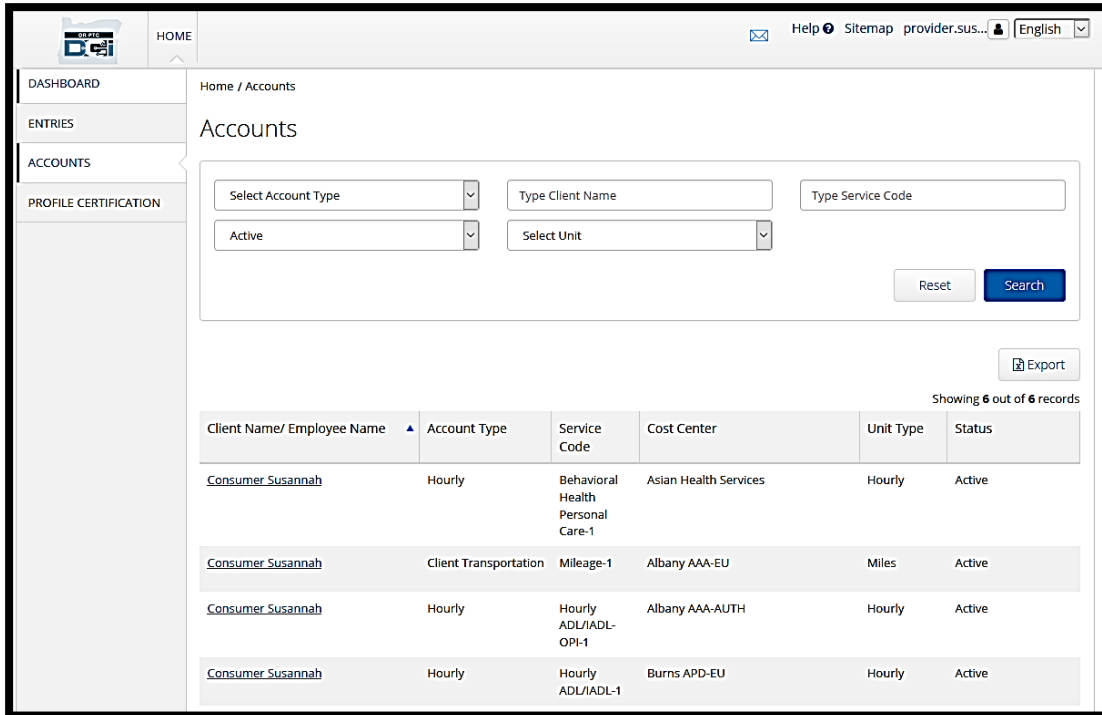 OR PTC
DCi
HOME
Help Sitemap provider.sus... English
DASHBOARD
ENTRIES
ACCOUNTS
PROFILE CERTIFICATION
Home / Accounts
Accounts
Select Account Type Type Client Name Type Service Code
Active Select Unit
Reset Search
Export
Showing 6 out of 6 records
Client Name/ Employee Name Account Type Service Cost Center Unit Type Status
Code
Consumer Susannah Hourly Behavioral Asian Health Services Hourly Active
Health
Personal
Care-1
Consumer Susannah Client Transportation Mileage-1 Albany AAA-EU Miles Active
Consumer Susannah Hourly Hourly Albany AAA-AUTH Hourly Active
ADL/IADL-
OPI-1
Consumer Susannah Hourly Hourly Burns APD-EU Hourly Active
ADL/IADL-1